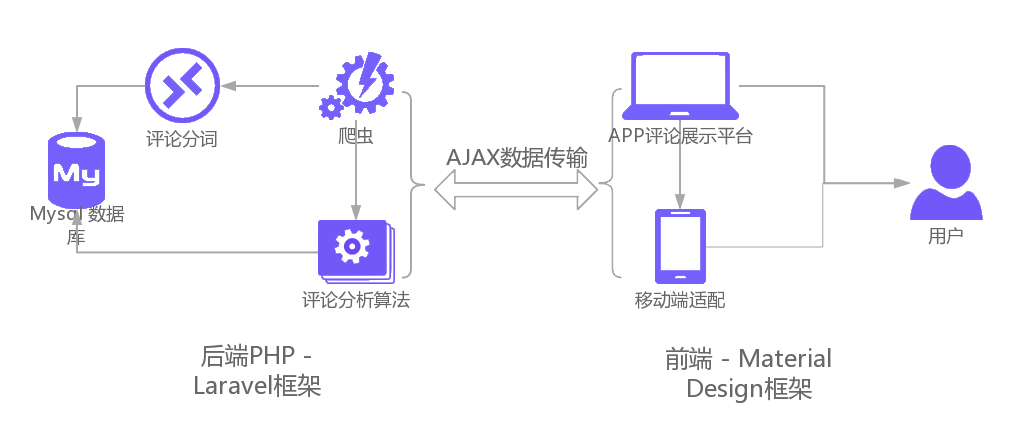 评论分词
爬虫
APP评论展示平台
AJAX数据传输
My
Mysql 数据
库
用户
评论分析算法
移动端适配
后端PHP -
Laravel框架
前端 - Material
Design框架